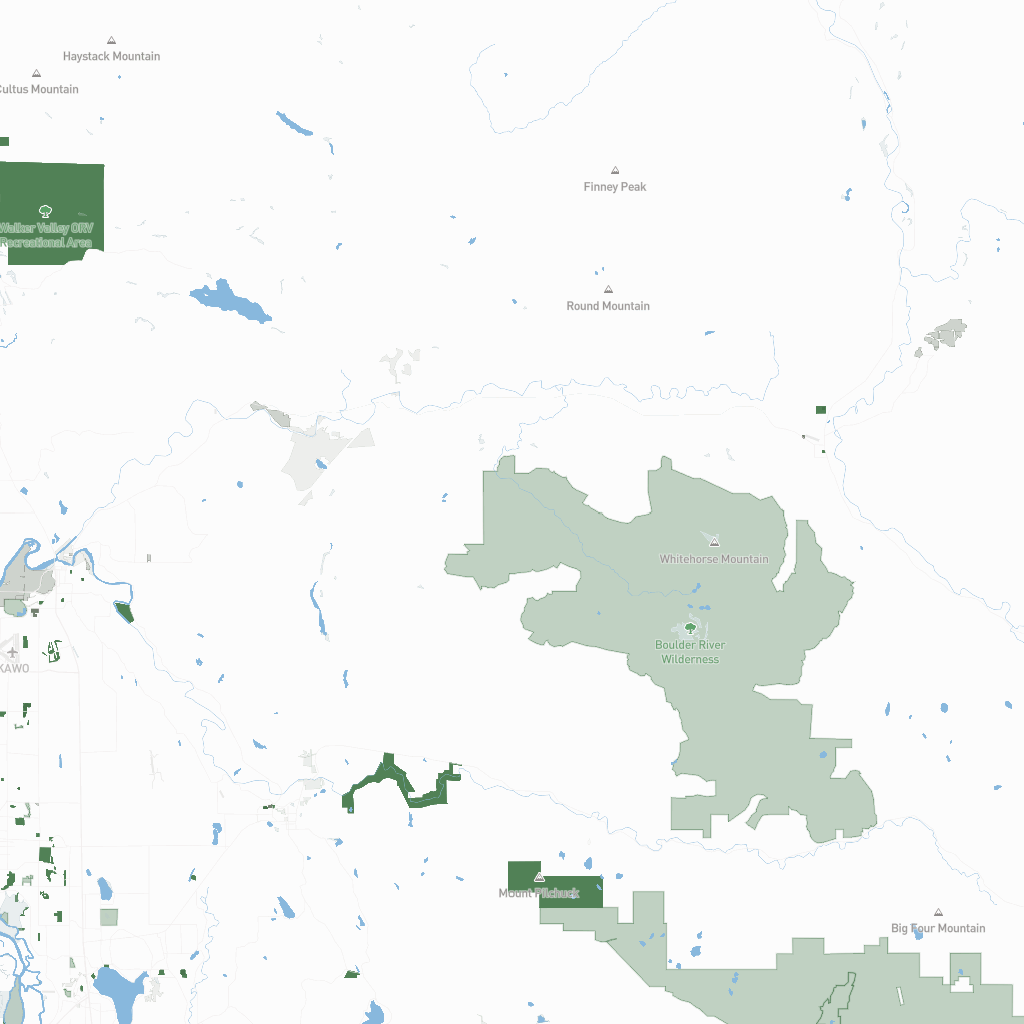 Haystack Mountain
Cultus Mountain
Finney Peak
Walker Valley ORV
Recreational Area
Round Mountain
Whitehorse Mountain
Boulder River
Wilderness
KAWO
Mount Pilchuck
Big Four Mountain